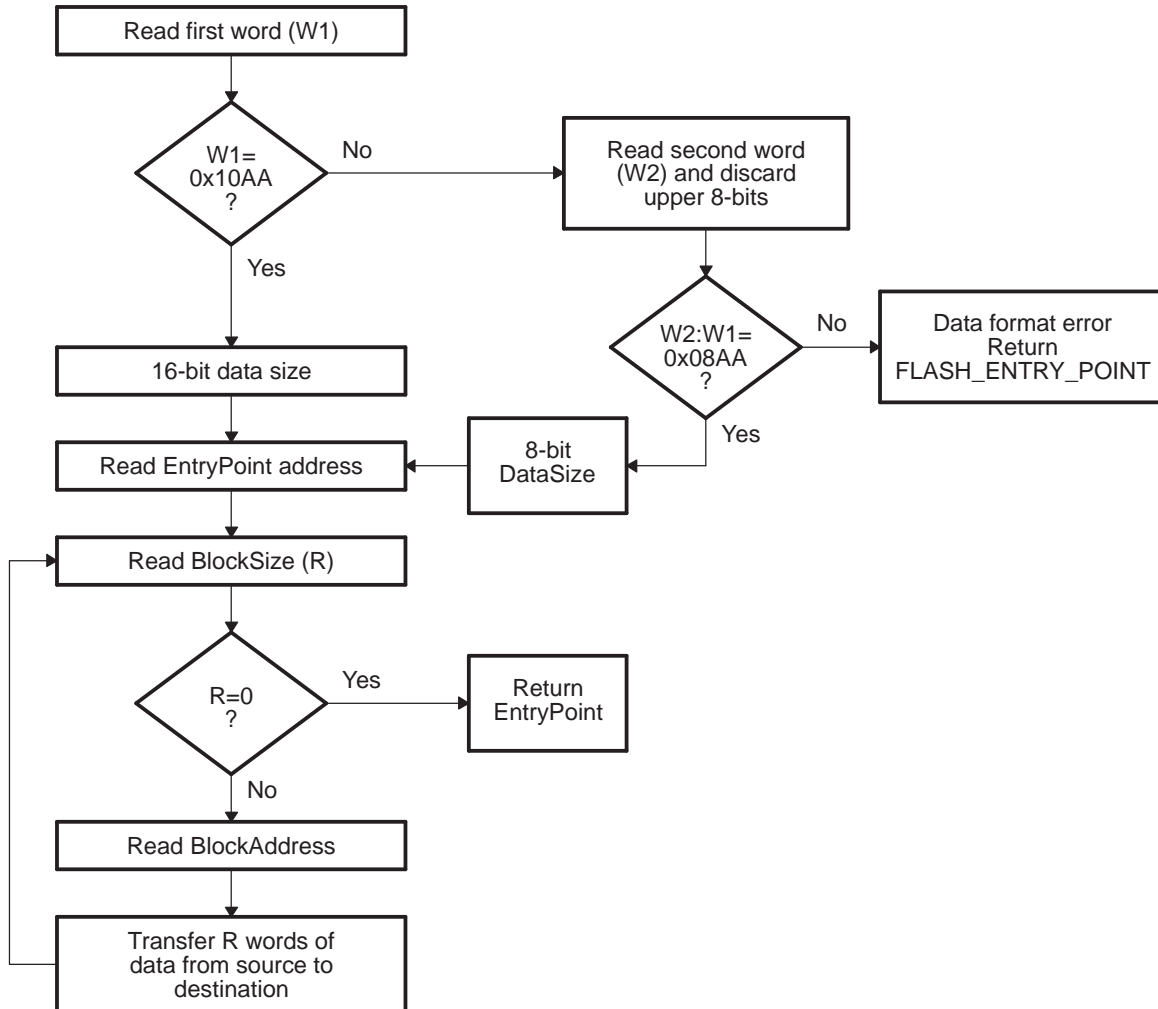 Read first word (W1)
W1=
0x10AA
?
No
Yes
Read second word
(W2) and discard
upper 8-bits
W2:W1=
0x08AA
?
No
Yes
Data format error
Return
FLASH_ENTRY_POINT
16-bit data size
8-bit
DataSize
Read EntryPoint address
Read BlockSize (R)
R=0
?
Yes
No
Return
EntryPoint
Read BlockAddress
Transfer R words of
data from source to
destination